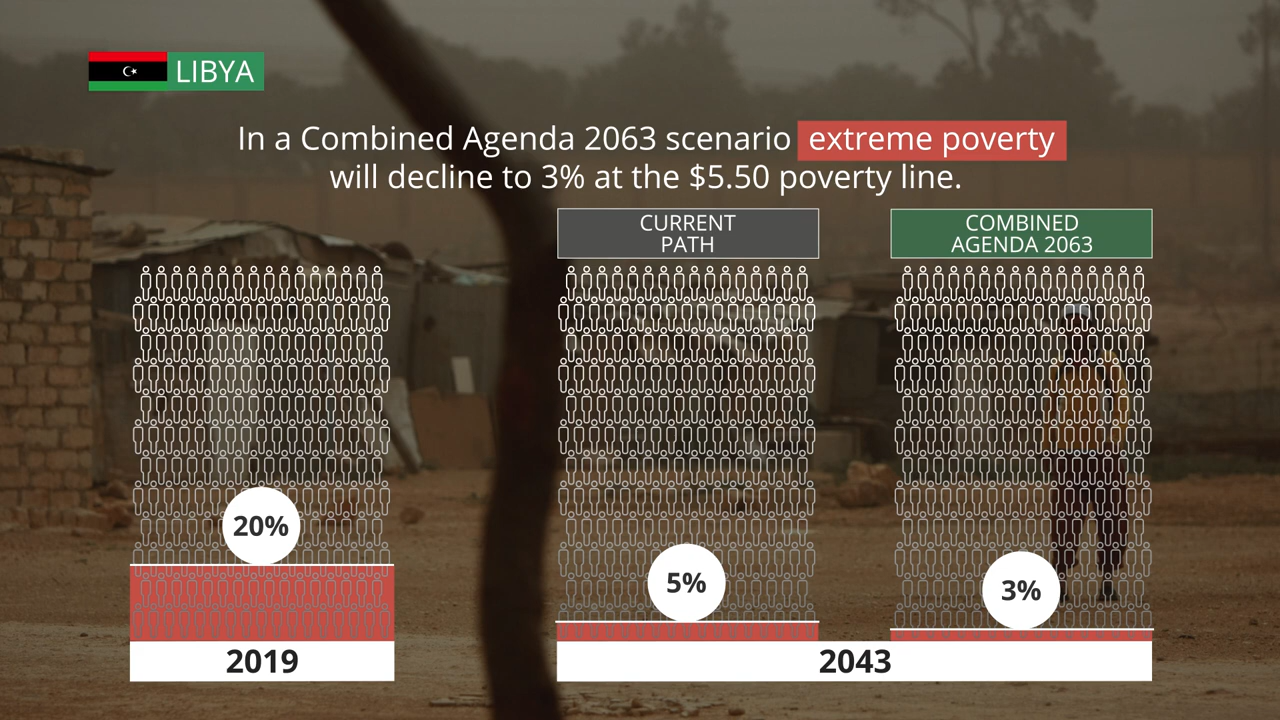 LIBYA
In a Combined Agenda 2063 scenario extreme poverty
will decline to 3% at the $5.50 poverty line.
CURRENT
PATH
COMBINED
AGENDA 2063
20%
5%
3%
2019
2043